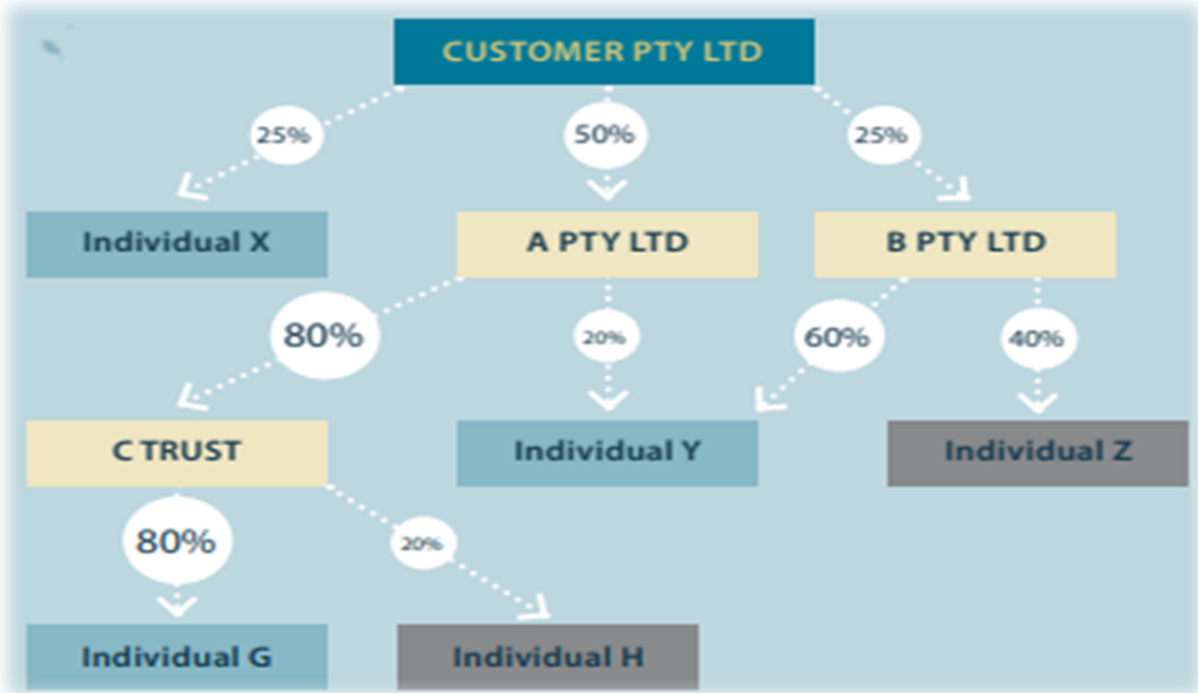 CUSTOMER PTY LTD
25%
50%
25%
Individual X
A PTY LTD
B PTY LTD
80%
20%
60%
40%
C TRUST
Individual Y
Individual Z
80%
20%
Individual G
Individual H